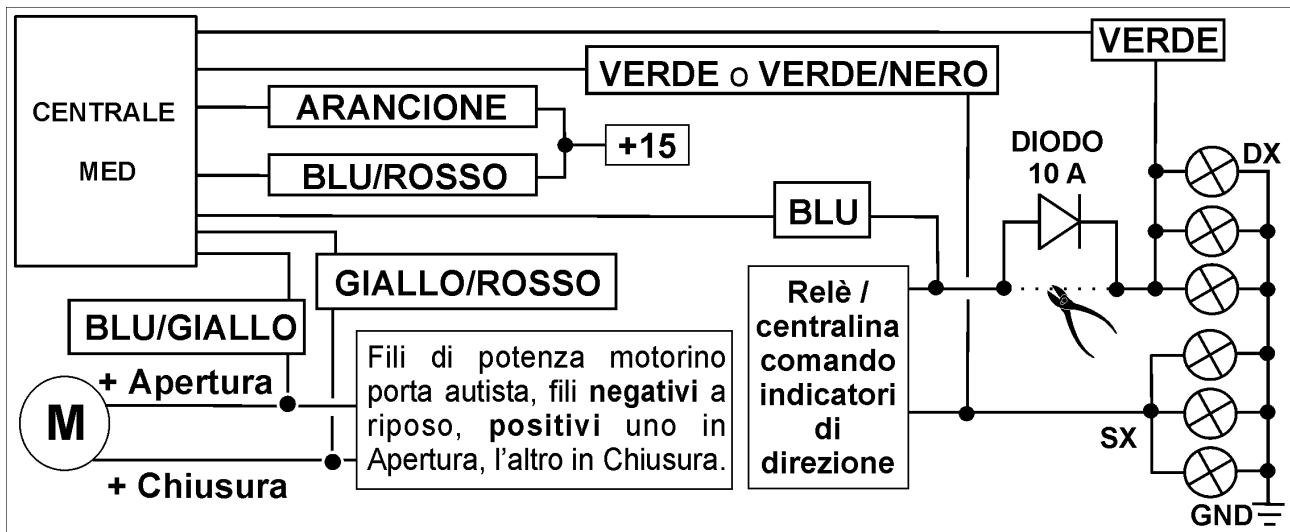 VERDE
VERDE o VERDE/NERO
CENTRALE
MED
ARANCIONE
+15
BLU/ROSSO
DIODO
10 A
DX
BLU
GIALLO/ROSSO
BLU/GIALLO
Relè /
centralina
comando
indicatori
di
direzione
Fili di potenza motorino
porta autista, fili negativi a
riposo, positivi uno in
Apertura, l'altro in Chiusura.
+ Apertura
M
+ Chiusura
SX
GND